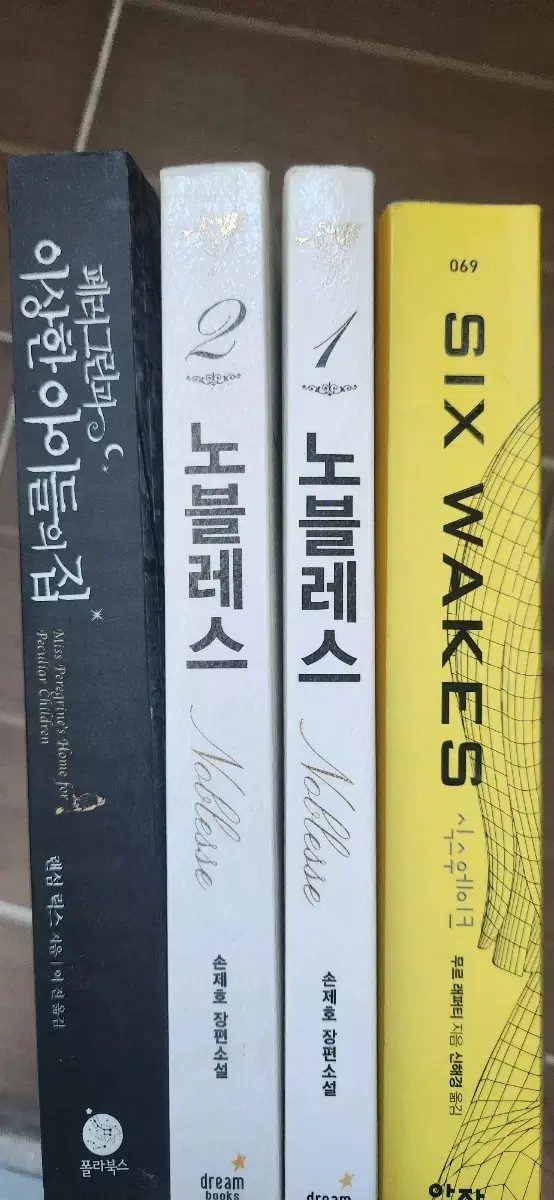 페러그린과
이상한 아이들의 집
Miss Peregrine's Home for
Peculiar Children
랜섬 릭스 지음 | 이진 옮김
폴라북스
2
노블레스
Noblesse
손제호 장편소설
dream
books
1
노블레스
Noblesse
손제호 장편소설
dream
069
SIX WAKES
식스웨이크
무르 래퍼티 지음 신해경 옮김